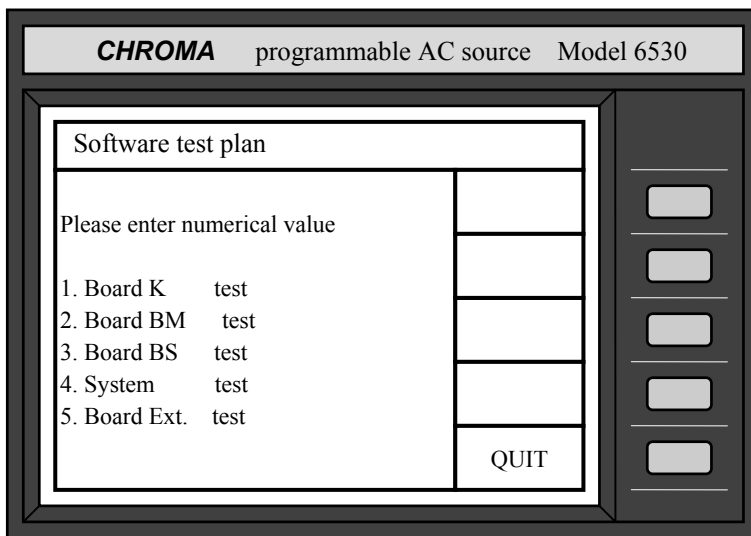 CHROMA programmable AC source Model 6530
Software test plan
Please enter numerical value
1. Board K test
2. Board BM test
3. Board BS test
4. System test
5. Board Ext. test
QUIT